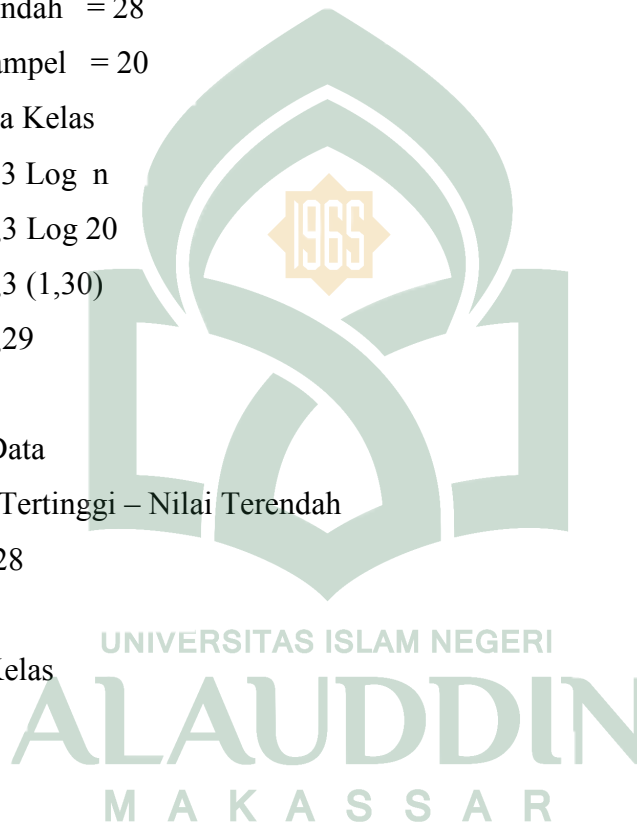 ndah = 28
ampel = 20
a Kelas
3 Log n
,3 Log 20
,3 (1,30)
,29
Data
Tertinggi – Nilai Terendah
28
Kelas
1965
UNIVERSITAS ISLAM NEGERI
ALAUDDIN
MAKASSAR